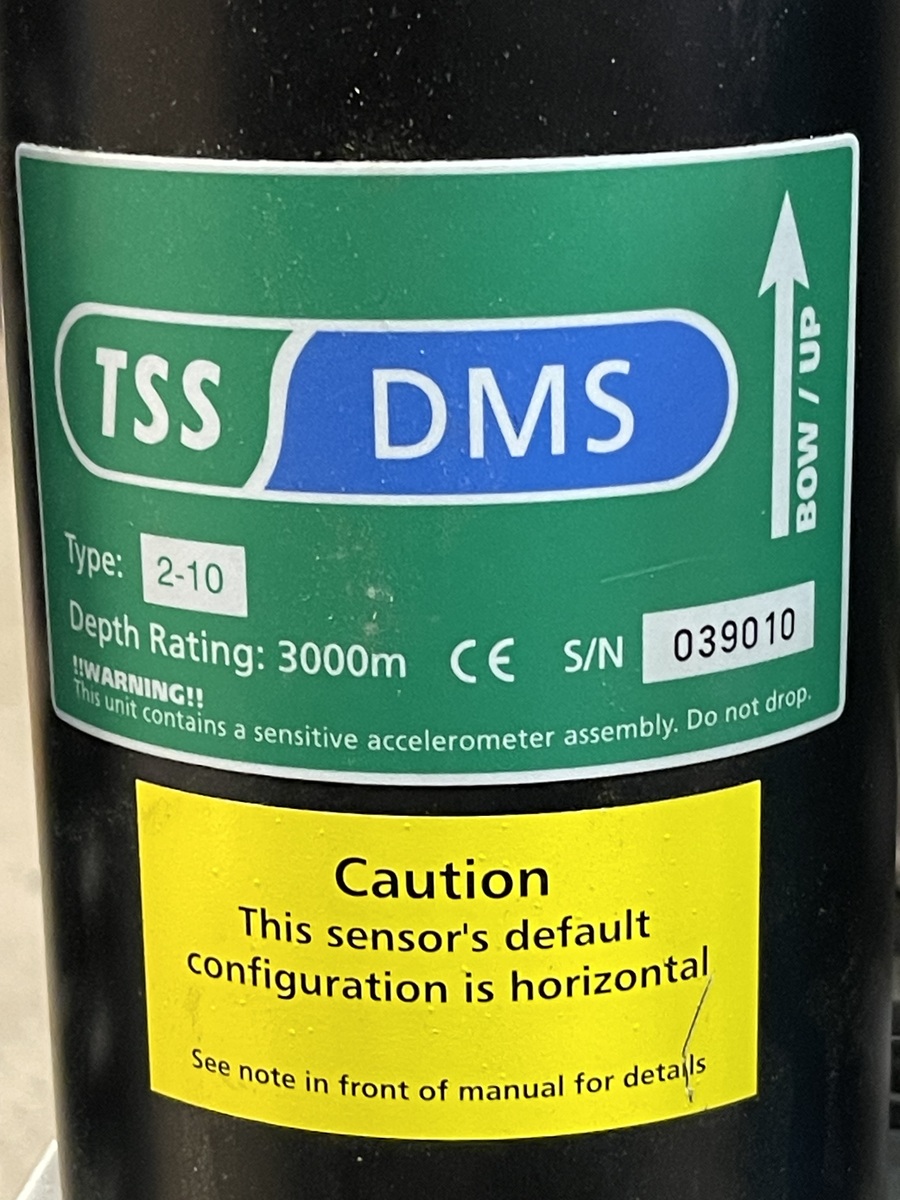 TSS DMS
BOW / UP
Type: 2-10
Depth Rating: 3000m CE S/N 039010
!!WARNING!!
This unit contains a sensitive accelerometer assembly. Do not drop.
Caution
This sensor's default
configuration is horizontal
See note in front of manual for details